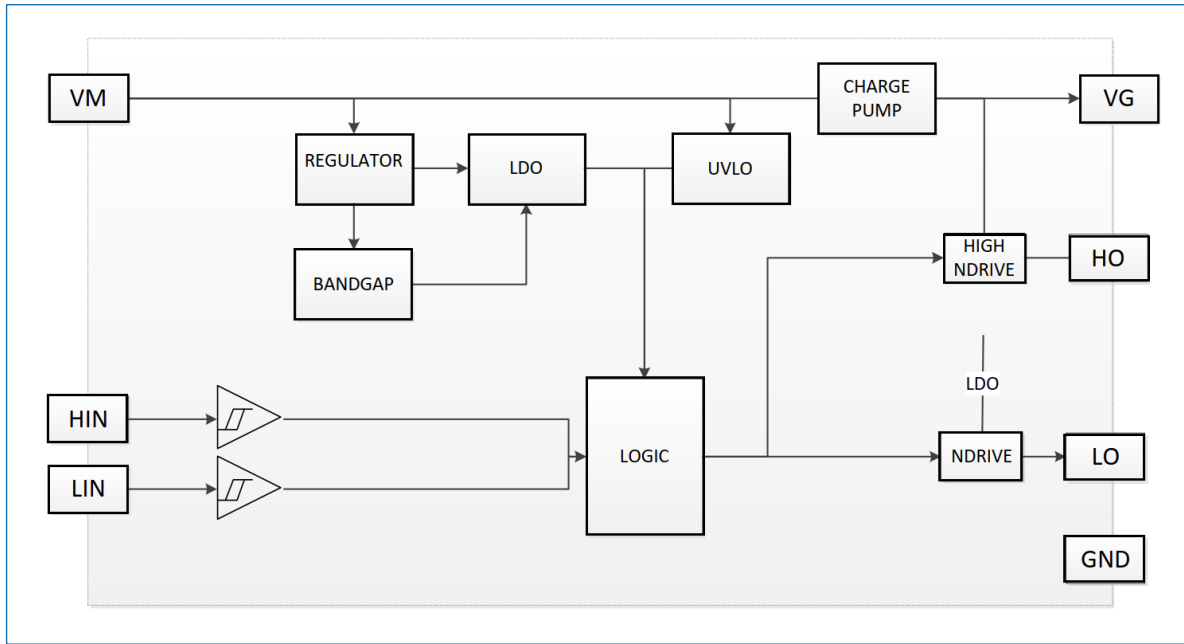 VM
CHARGE
PUMP
VG
REGULATOR
LDO
UVLO
BANDGAP
HIGH
NDRIVE
HO
LDO
HIN
LIN
LOGIC
NDRIVE
LO
GND